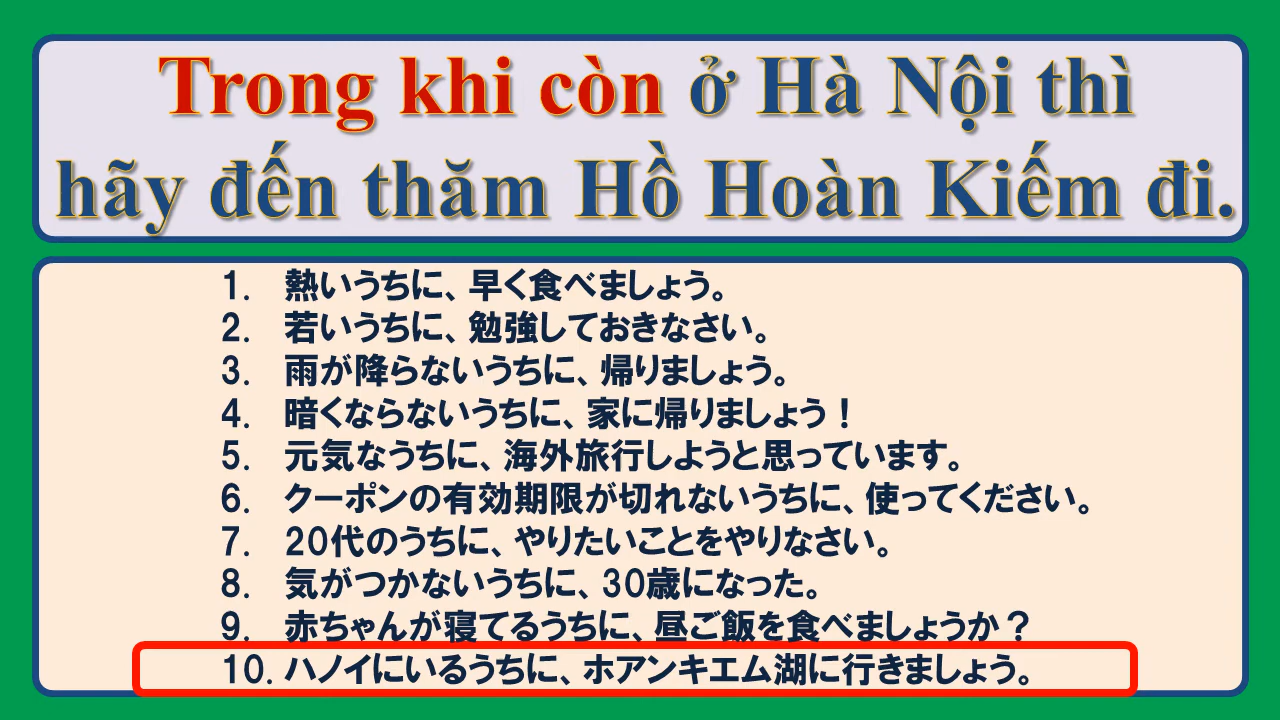 Trong khi còn ở Hà Nội thì
hãy đến thăm Hồ Hoàn Kiếm đi.
1. 熱いうちに、早く食べましょう。
2. 若いうちに、勉強しておきなさい。
3. 雨が降らないうちに、帰りましょう。
4. 暗くならないうちに、家に帰りましょう！
5. 元気なうちに、海外旅行しようと思っています。
6. クーポンの有効期限が切れないうちに、使ってください。
7. 20代のうちに、やりたいことをやりなさい。
8. 気がつかないうちに、30歳になった。
9. 赤ちゃんが寝てるうちに、昼ご飯を食べましょうか？
10. ハノイにいるうちに、ホアンキエム湖に行きましょう。